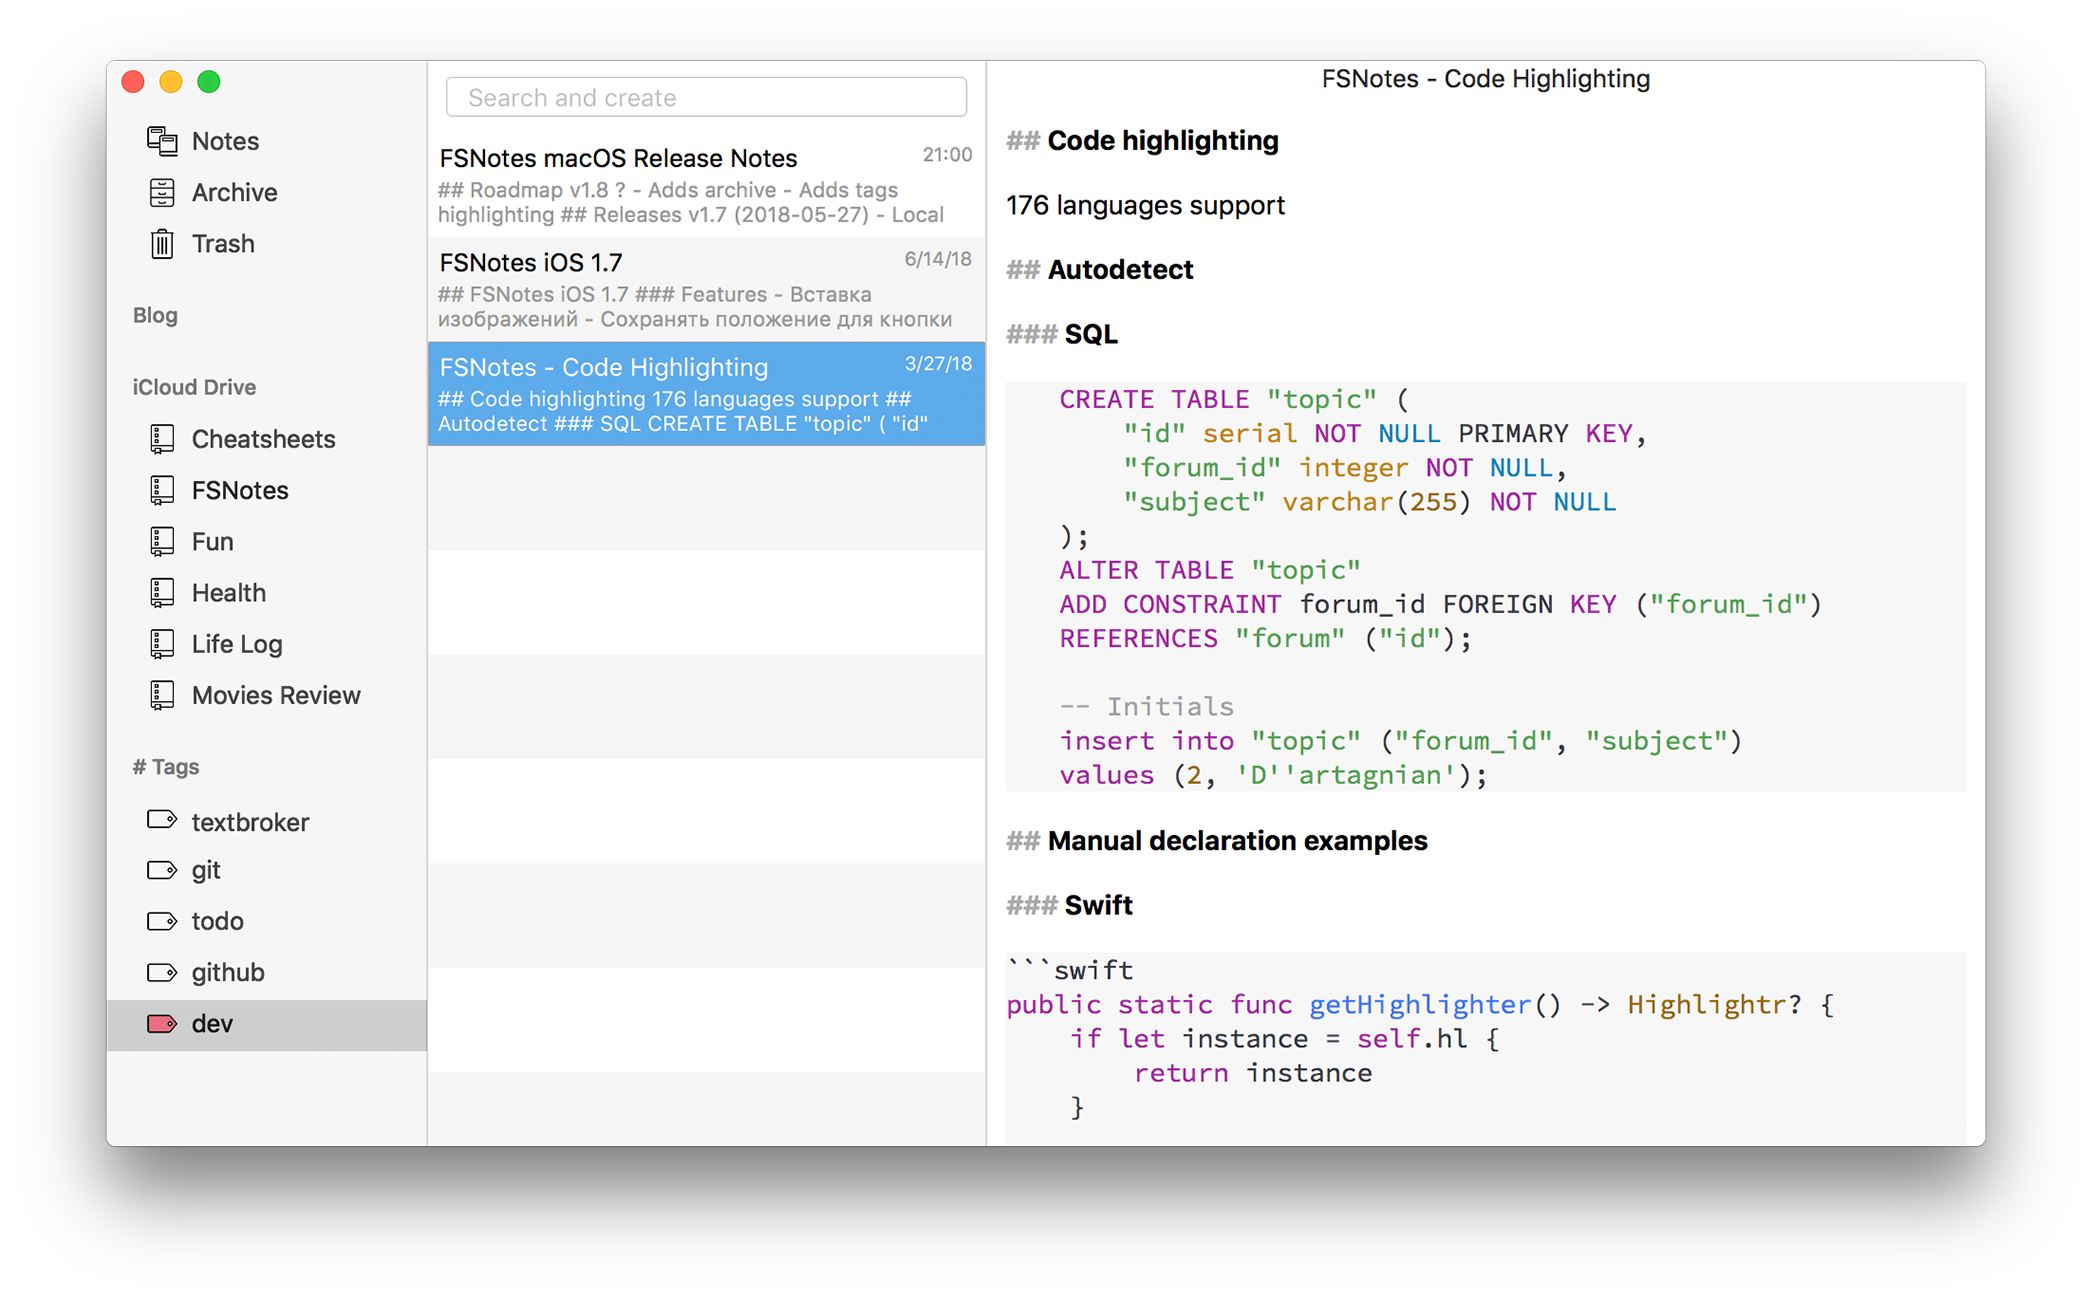 Notes
Archive
Trash
Blog
iCloud Drive
Cheatsheets
FSNotes
Fun
Health
Life Log
Movies Review
# Tags
textbroker
git
todo
github
dev
Search and create
FSNotes macOS Release Notes 21:00
## Roadmap v1.8 ? - Adds archive - Adds tags
highlighting ## Releases v1.7 (2018-05-27) - Local
FSNotes iOS 1.7 6/14/18
## FSNotes iOS 1.7 ### Features - Вставка
изображений - Сохранять положение для кнопки
FSNotes - Code Highlighting 3/27/18
## Code highlighting 176 languages support ##
Autodetect ### SQL CREATE TABLE "topic" ( "id"
FSNotes - Code Highlighting
## Code highlighting
176 languages support
## Autodetect
### SQL
CREATE TABLE "topic" (
    "id" serial NOT NULL PRIMARY KEY,
    "forum_id" integer NOT NULL,
    "subject" varchar(255) NOT NULL
);
ALTER TABLE "topic"
ADD CONSTRAINT forum_id FOREIGN KEY ("forum_id")
REFERENCES "forum" ("id");
-- Initials
insert into "topic" ("forum_id", "subject")
values (2, 'D''artagnian');
## Manual declaration examples
### Swift
```swift
public static func getHighlighter() -> Highlightr? {
    if let instance = self.hl {
        return instance
    }